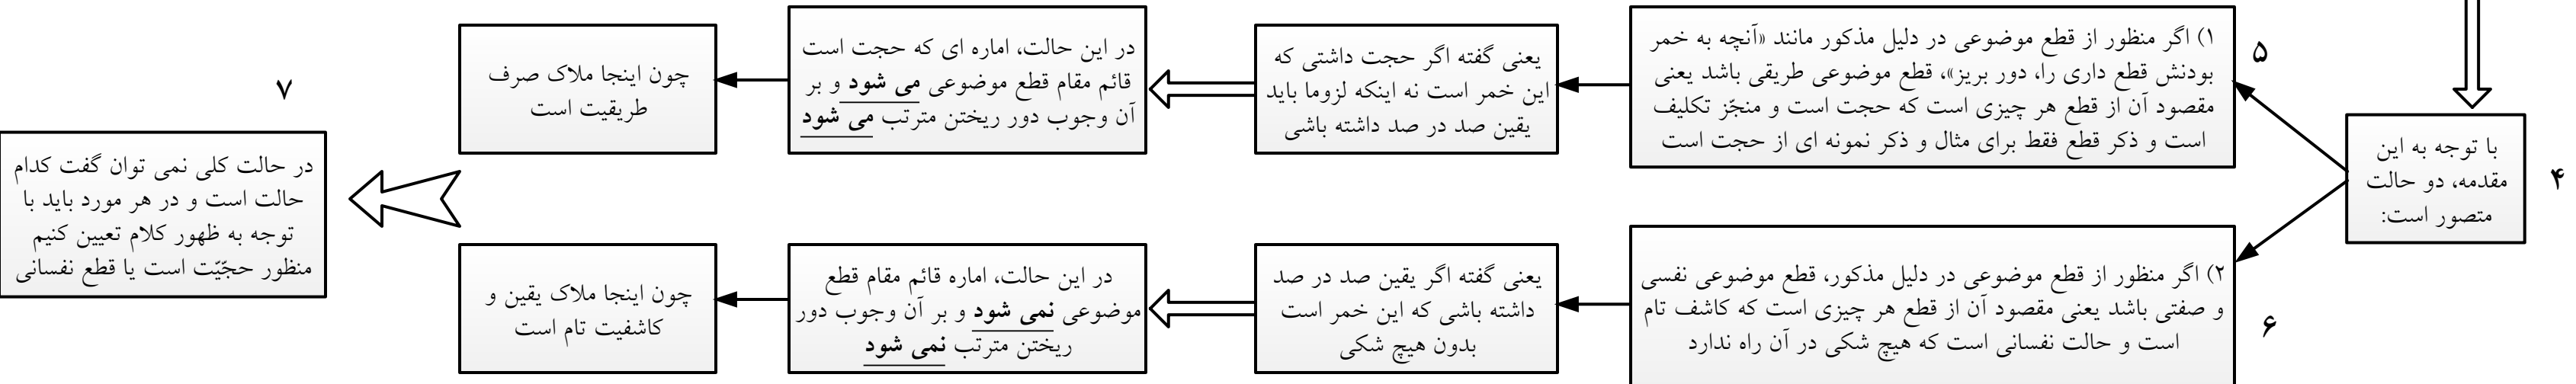 ۴
با توجه به این
مقدمه، دو حالت
متصور است:
۵
۱) اگر منظور از قطع موضوعی در دلیل مذکور مانند «آنچه به خمر
بودنش قطع داری را، دور بریز»، قطع موضوعی طریقی باشد یعنی
مقصود آن از قطع هر چیزی است که حجت است و منجّز تکلیف
است و ذکر قطع فقط برای مثال و ذکر نمونه ای از حجت است
یعنی گفته اگر حجت داشتی که
این خمر است نه اینکه لزوما باید
یقین صد در صد داشته باشی
در این حالت، اماره ای که حجت است
قائم مقام قطع موضوعی می شود و بر
آن وجوب دور ریختن مترتب می شود
چون اینجا ملاک صرف
طریقیت است
۶
۲) اگر منظور از قطع موضوعی در دلیل مذکور، قطع موضوعی نفسی
و صفتی باشد یعنی مقصود آن از قطع هر چیزی است که کاشف تام
است و حالت نفسانی است که هیچ شکی در آن راه ندارد
یعنی گفته اگر یقین صد در صد
داشته باشی که این خمر است
بدون هیچ شکی
در این حالت، اماره قائم مقام قطع
موضوعی نمی شود و بر آن وجوب دور
ریختن مترتب نمی شود
چون اینجا ملاک یقین و
کاشفیت تام است
۷
در حالت کلی نمی توان گفت کدام
حالت است و در هر مورد باید با
توجه به ظهور کلام تعیین کنیم
منظور حجّیّت است یا قطع نفسانی